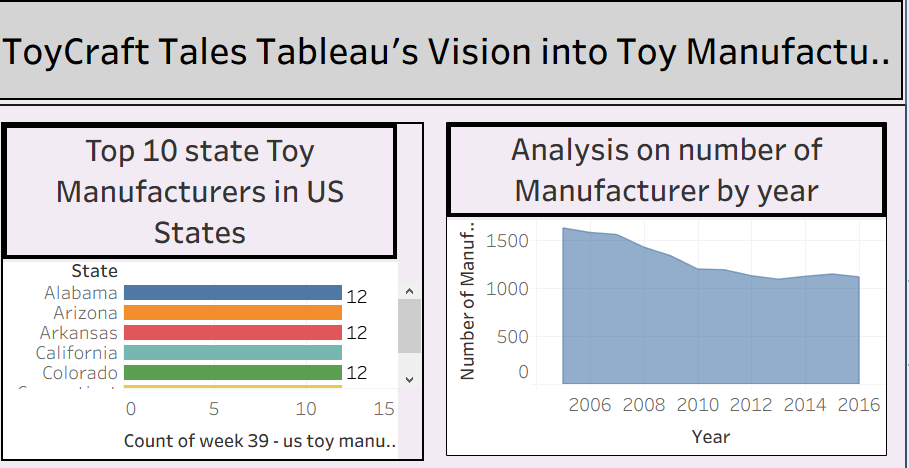 ToyCraft Tales Tableau's Vision into Toy Manufactu..
Top 10 state Toy
Manufacturers in US
States
State
Alabama 12
Arizona
Arkansas 12
California
Colorado 12
0 5 10 15
Count of week 39 - us toy manu..
Analysis on number of
Manufacturer by year
Number of Manuf..
1500
1000
500
0
2006 2008 2010 2012 2014 2016
Year